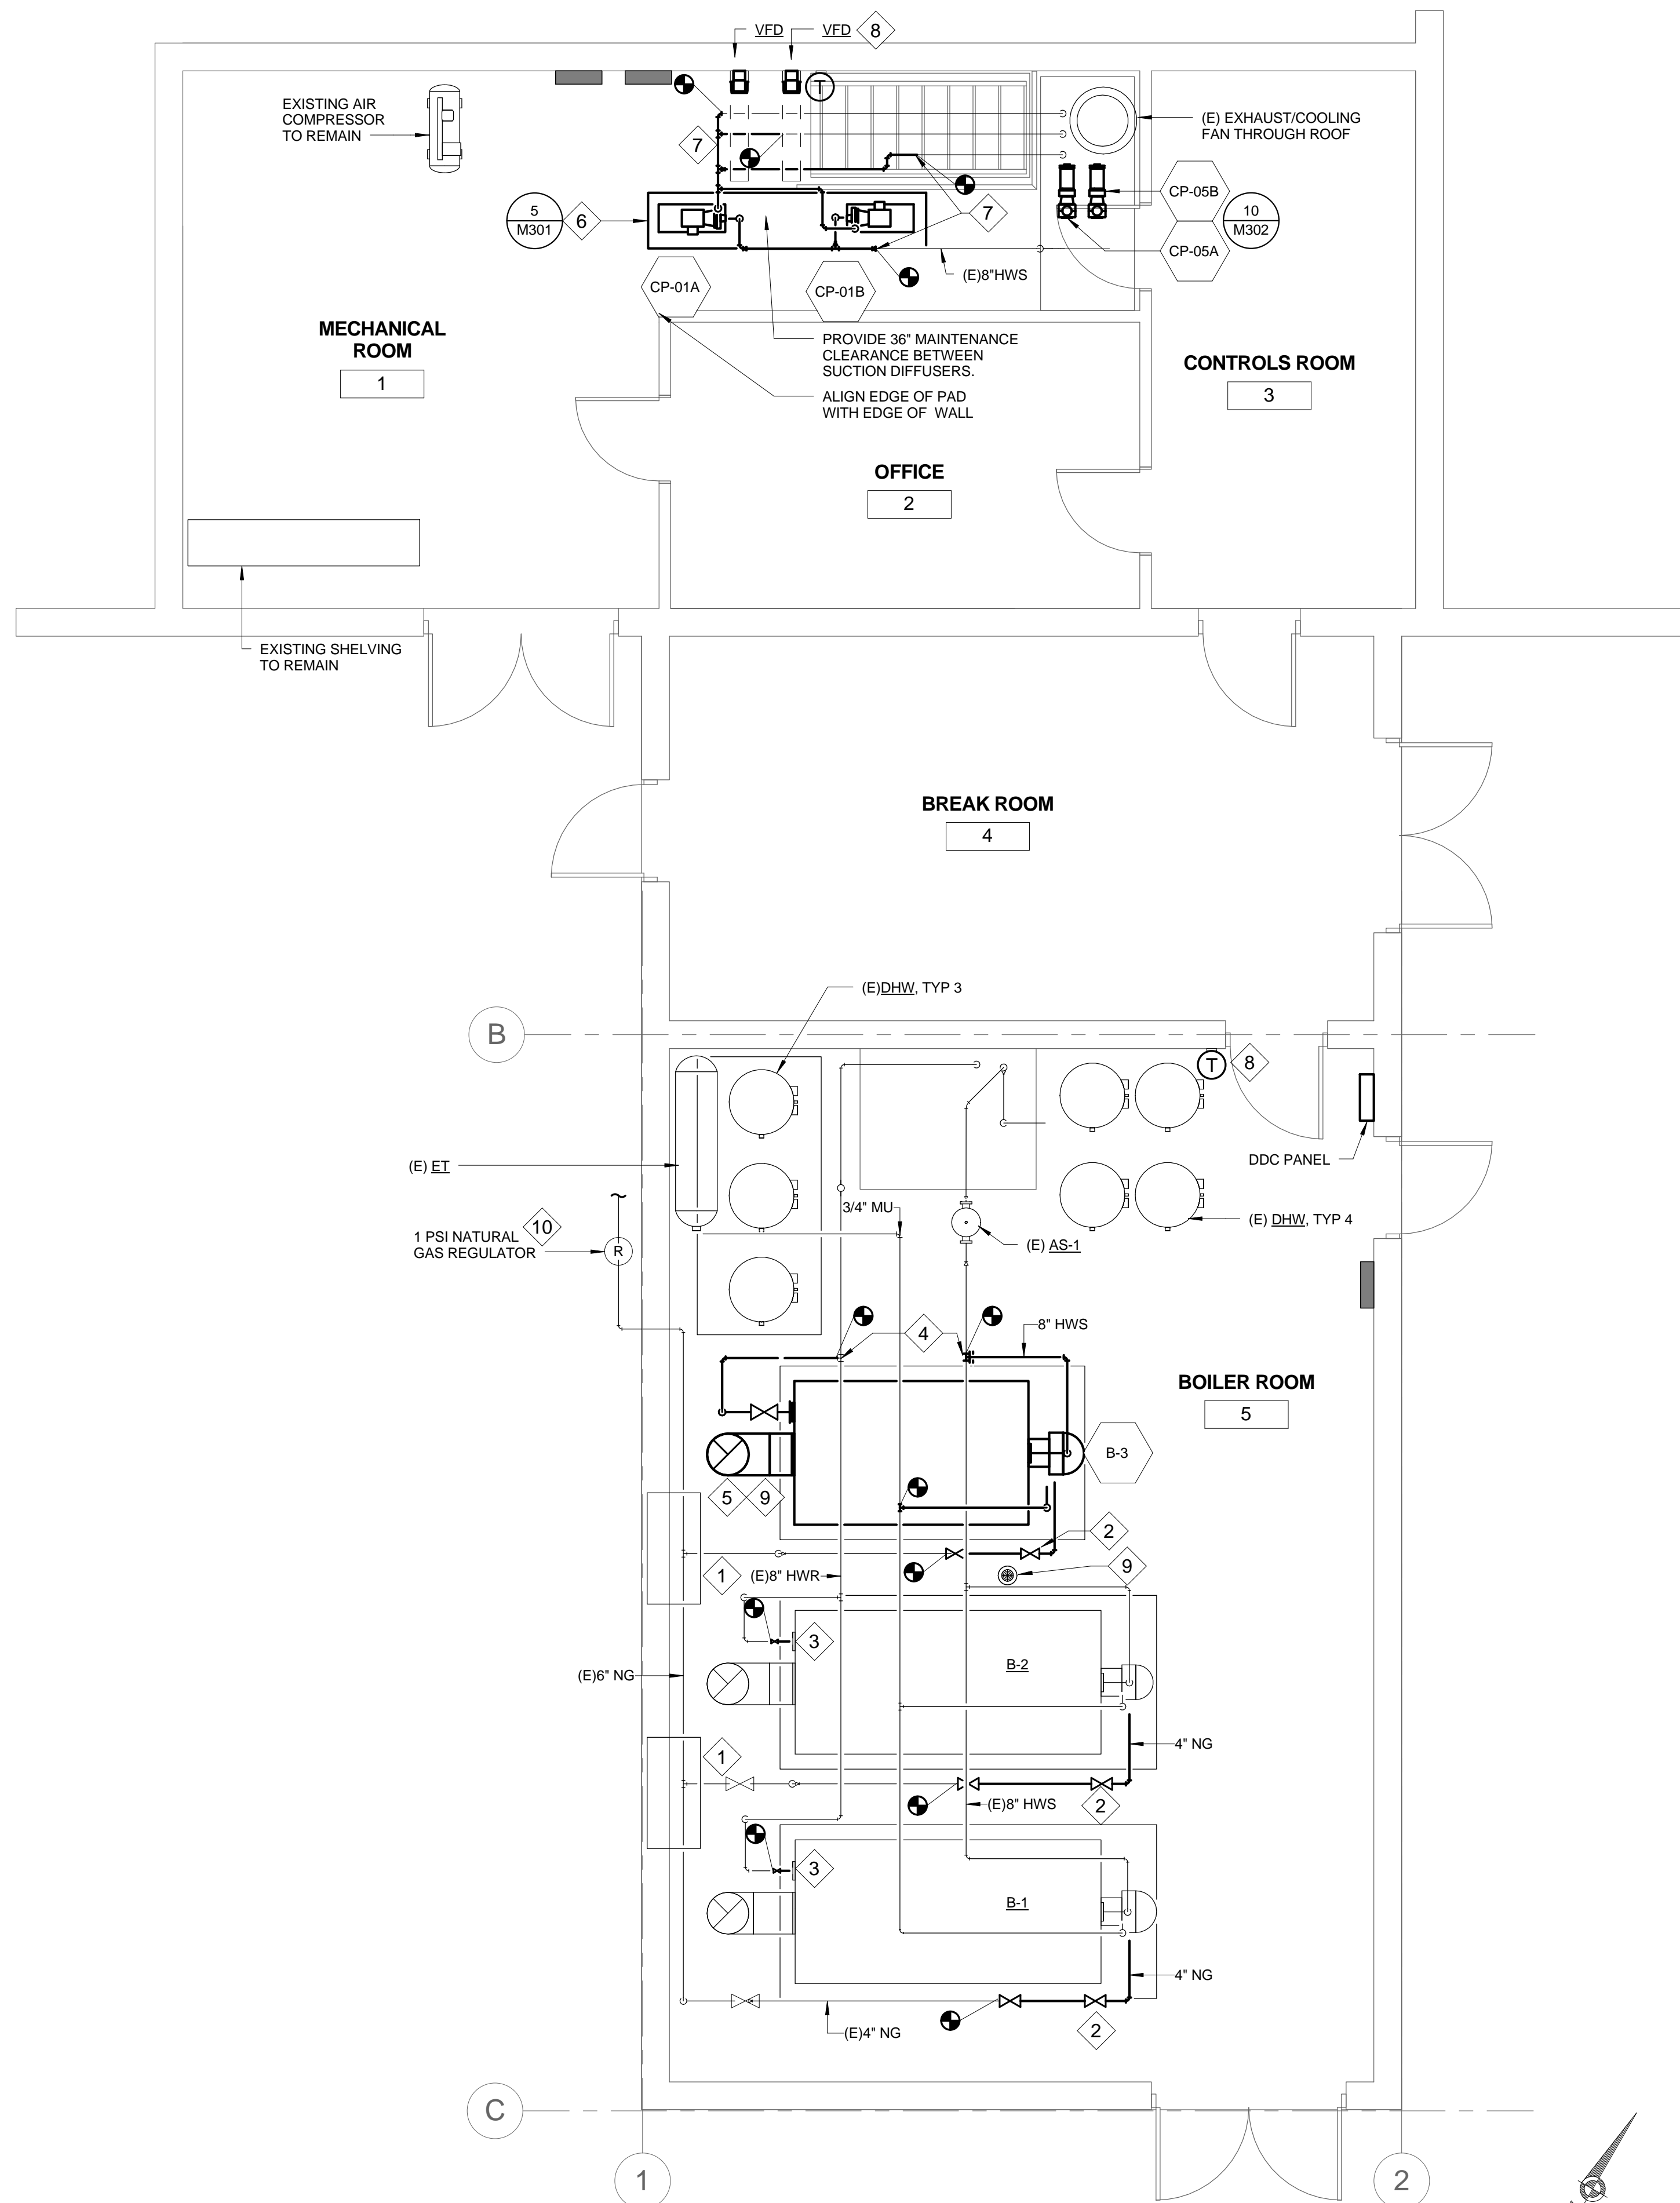 VFD
VFD
8
EXISTING AIR
COMPRESSOR
TO REMAIN
T
(E) EXHAUST/COOLING
FAN THROUGH ROOF
7
CP-05B
5
M301
6
7
10
M302
CP-05A
(E)8"HWS
CP-01A
CP-01B
MECHANICAL
ROOM
1
PROVIDE 36" MAINTENANCE
CLEARANCE BETWEEN
SUCTION DIFFUSERS.
CONTROLS ROOM
3
ALIGN EDGE OF PAD
WITH EDGE OF WALL
OFFICE
2
EXISTING SHELVING
TO REMAIN
BREAK ROOM
4
(E)DHW, TYP 3
B
T
8
DDC PANEL
(E) ET
3/4" MU
(E) DHW, TYP 4
1 PSI NATURAL
GAS REGULATOR
10
R
(E) AS-1
4
8" HWS
BOILER ROOM
5
B-3
5
9
2
1
(E)8" HWR
9
3
B-2
(E)6" NG
1
4" NG
(E)8" HWS
2
3
B-1
4" NG
(E)4" NG
2
C
1
2